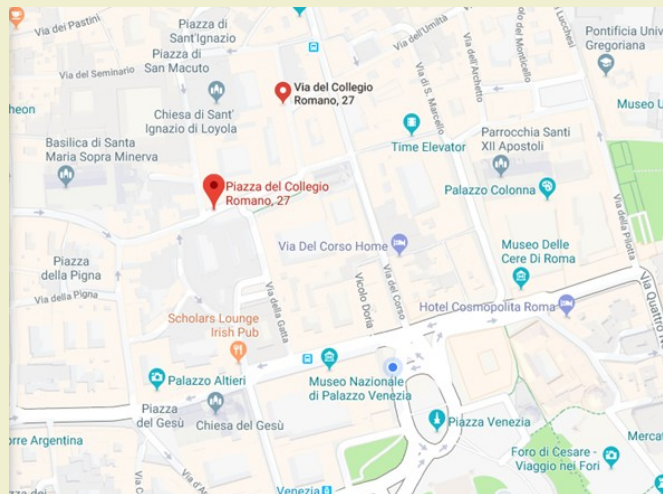 Via dei Pastini
Piazza di
Sant'Ignazio
Piazza di
San Macuto
Via del Seminario
Via dell'Umiltà
Via dell'Archetto
Lucchesi
Pontificia Univ
Gregoriana
Via del Collegio
Romano, 27
heon
Chiesa di Sant'
Ignazio di Loyola
Via di S. Marcello
Museo U
Basilica di Santa
Maria Sopra Minerva
Time Elevator
Parrocchia Santi
XII Apostoli
Piazza del Collegio
Romano, 27
Palazzo Colonna
Via della Pilotta
Via Del Corso Home
Museo Delle
Cere Di Roma
Piazza
della Pigna
Via della Pigna
Via della Gatta
Vicolo Doria
Via del Corso
Via Quattro N
Scholars Lounge
Irish Pub
Hotel Cosmopolita Roma
Palazzo Altieri
Museo Nazionale
di Palazzo Venezia
Piazza
del Gesù
Chiesa del Gesù
Piazza Venezia
orre Argentina
Mercat
Foro di Cesare -
Viaggio nei Fori
Venezia